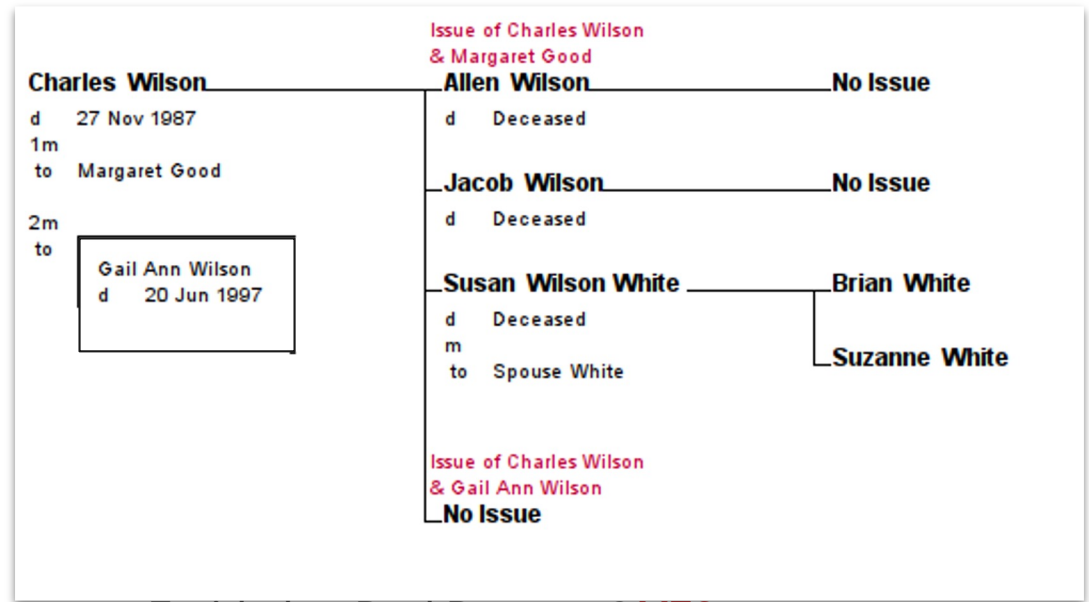 Issue of Charles Wilson
& Margaret Good
Charles Wilson
Allen Wilson
No Issue
d 27 Nov 1987
d Deceased
1m
to Margaret Good
Jacob Wilson
No Issue
d Deceased
2m
to
Gail Ann Wilson
d 20 Jun 1997
Susan Wilson White
Brian White
d Deceased
m
to Spouse White
Suzanne White
Issue of Charles Wilson
& Gail Ann Wilson
No Issue